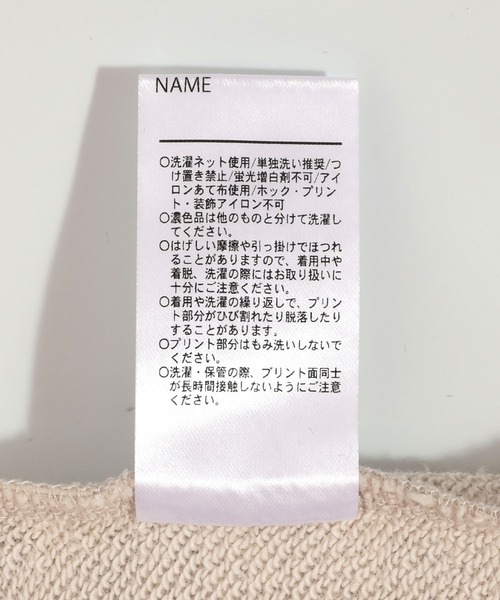 NAME
○洗濯ネット使用/単独洗い推奨/つ
け置き禁止/蛍光増白剤不可/アイ
ロンあて布使用/ホック・プリン
ト・装飾アイロン不可
○濃色品は他のものと分けて洗濯し
てください。
○はげしい摩擦や引っ掛けでほつれ
ることがありますので、着用中や
着脱、洗濯の際にはお取り扱いに
十分にご注意ください。
○着用や洗濯の繰り返しで、プリン
ト部分がひび割れたり脱落したり
することがあります。
○プリント部分はもみ洗いしないで
ください。
○洗濯・保管の際、プリント面同士
が長時間接触しないようにご注意
ください。